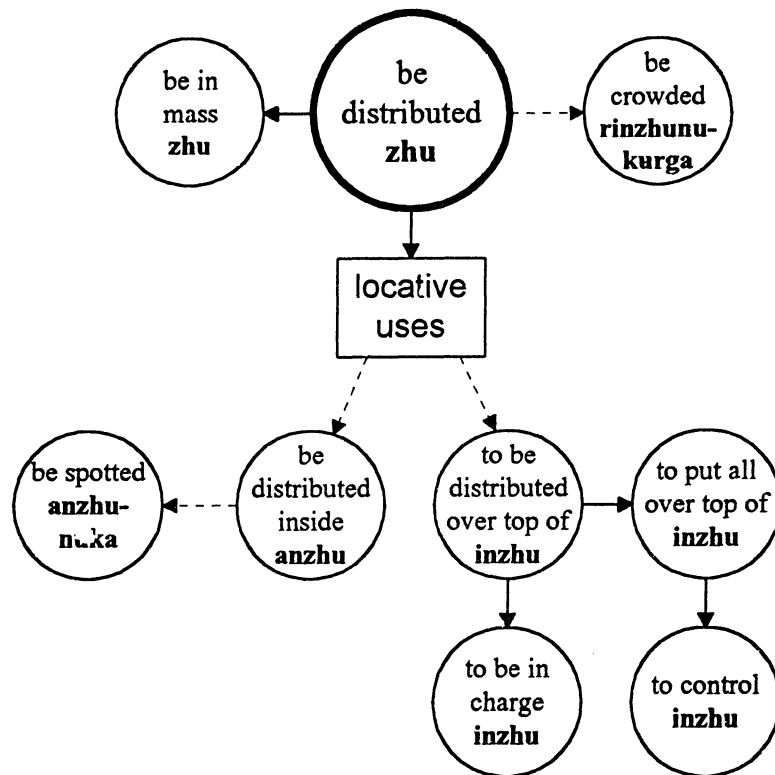 be in
mass
zhu
be
distributed
zhu
be
crowded
rinzhunu-
kurga
locative
uses
be spotted
anzhu-
nuka
be
distributed
inside
anzhu
to be
distributed
over top of
inzhu
to put all
over top of
inzhu
to be in
charge
inzhu
to control
inzhu